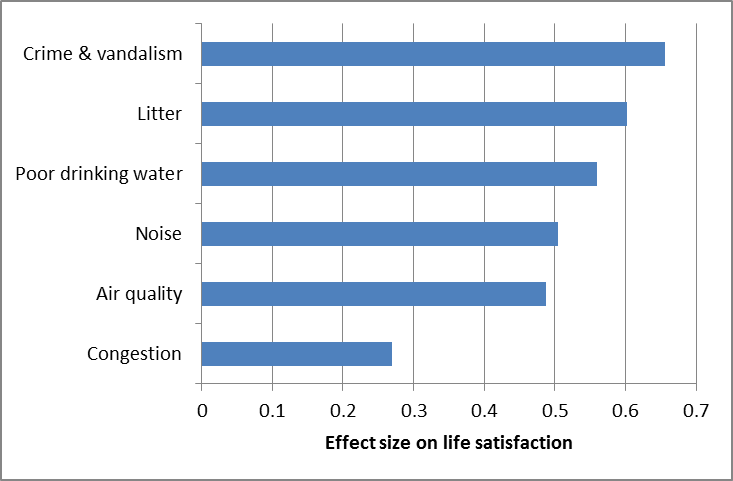 Crime & vandalism
Litter
Poor drinking water
Noise
Air quality
Congestion
0 0.1 0.2 0.3 0.4 0.5 0.6 0.7
Effect size on life satisfaction